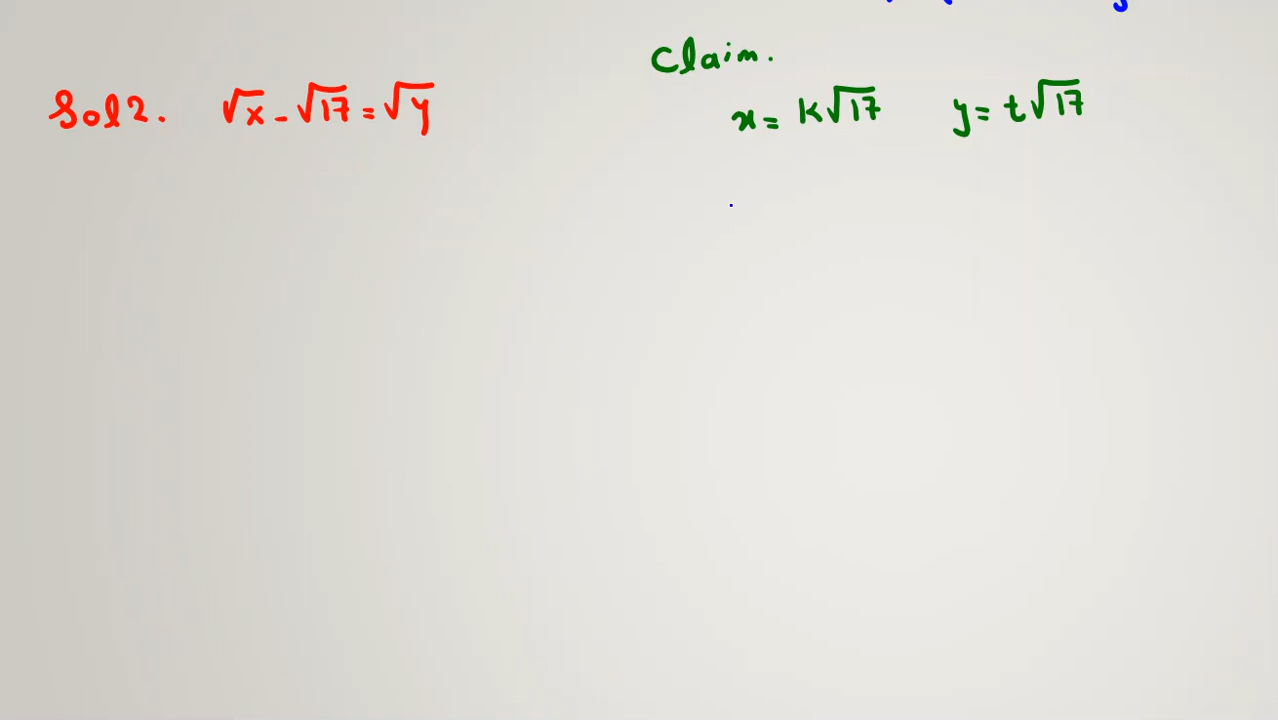 Claim.
Sol2. √x - √17 = √y
x = k√17 y = t√17